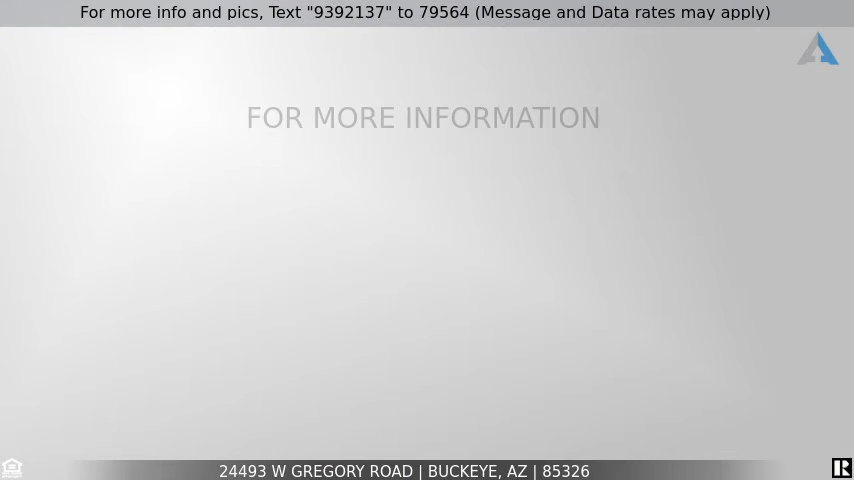 For more info and pics, Text "9392137" to 79564 (Message and Data rates may apply)
FOR MORE INFORMATION
24493 W GREGORY ROAD | BUCKEYE, AZ | 85326